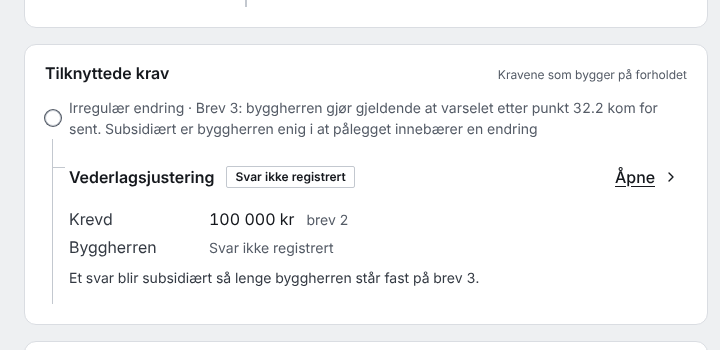 Tilknyttede krav
Kravene som bygger på forholdet
Irregulær endring · Brev 3: byggherren gjør gjeldende at varselet etter punkt 32.2 kom for
sent. Subsidiært er byggherren enig i at pålegget innebærer en endring
Vederlagsjustering
Svar ikke registrert
Åpne
Krevd 100 000 kr brev 2
Byggherren Svar ikke registrert
Et svar blir subsidiært så lenge byggherren står fast på brev 3.